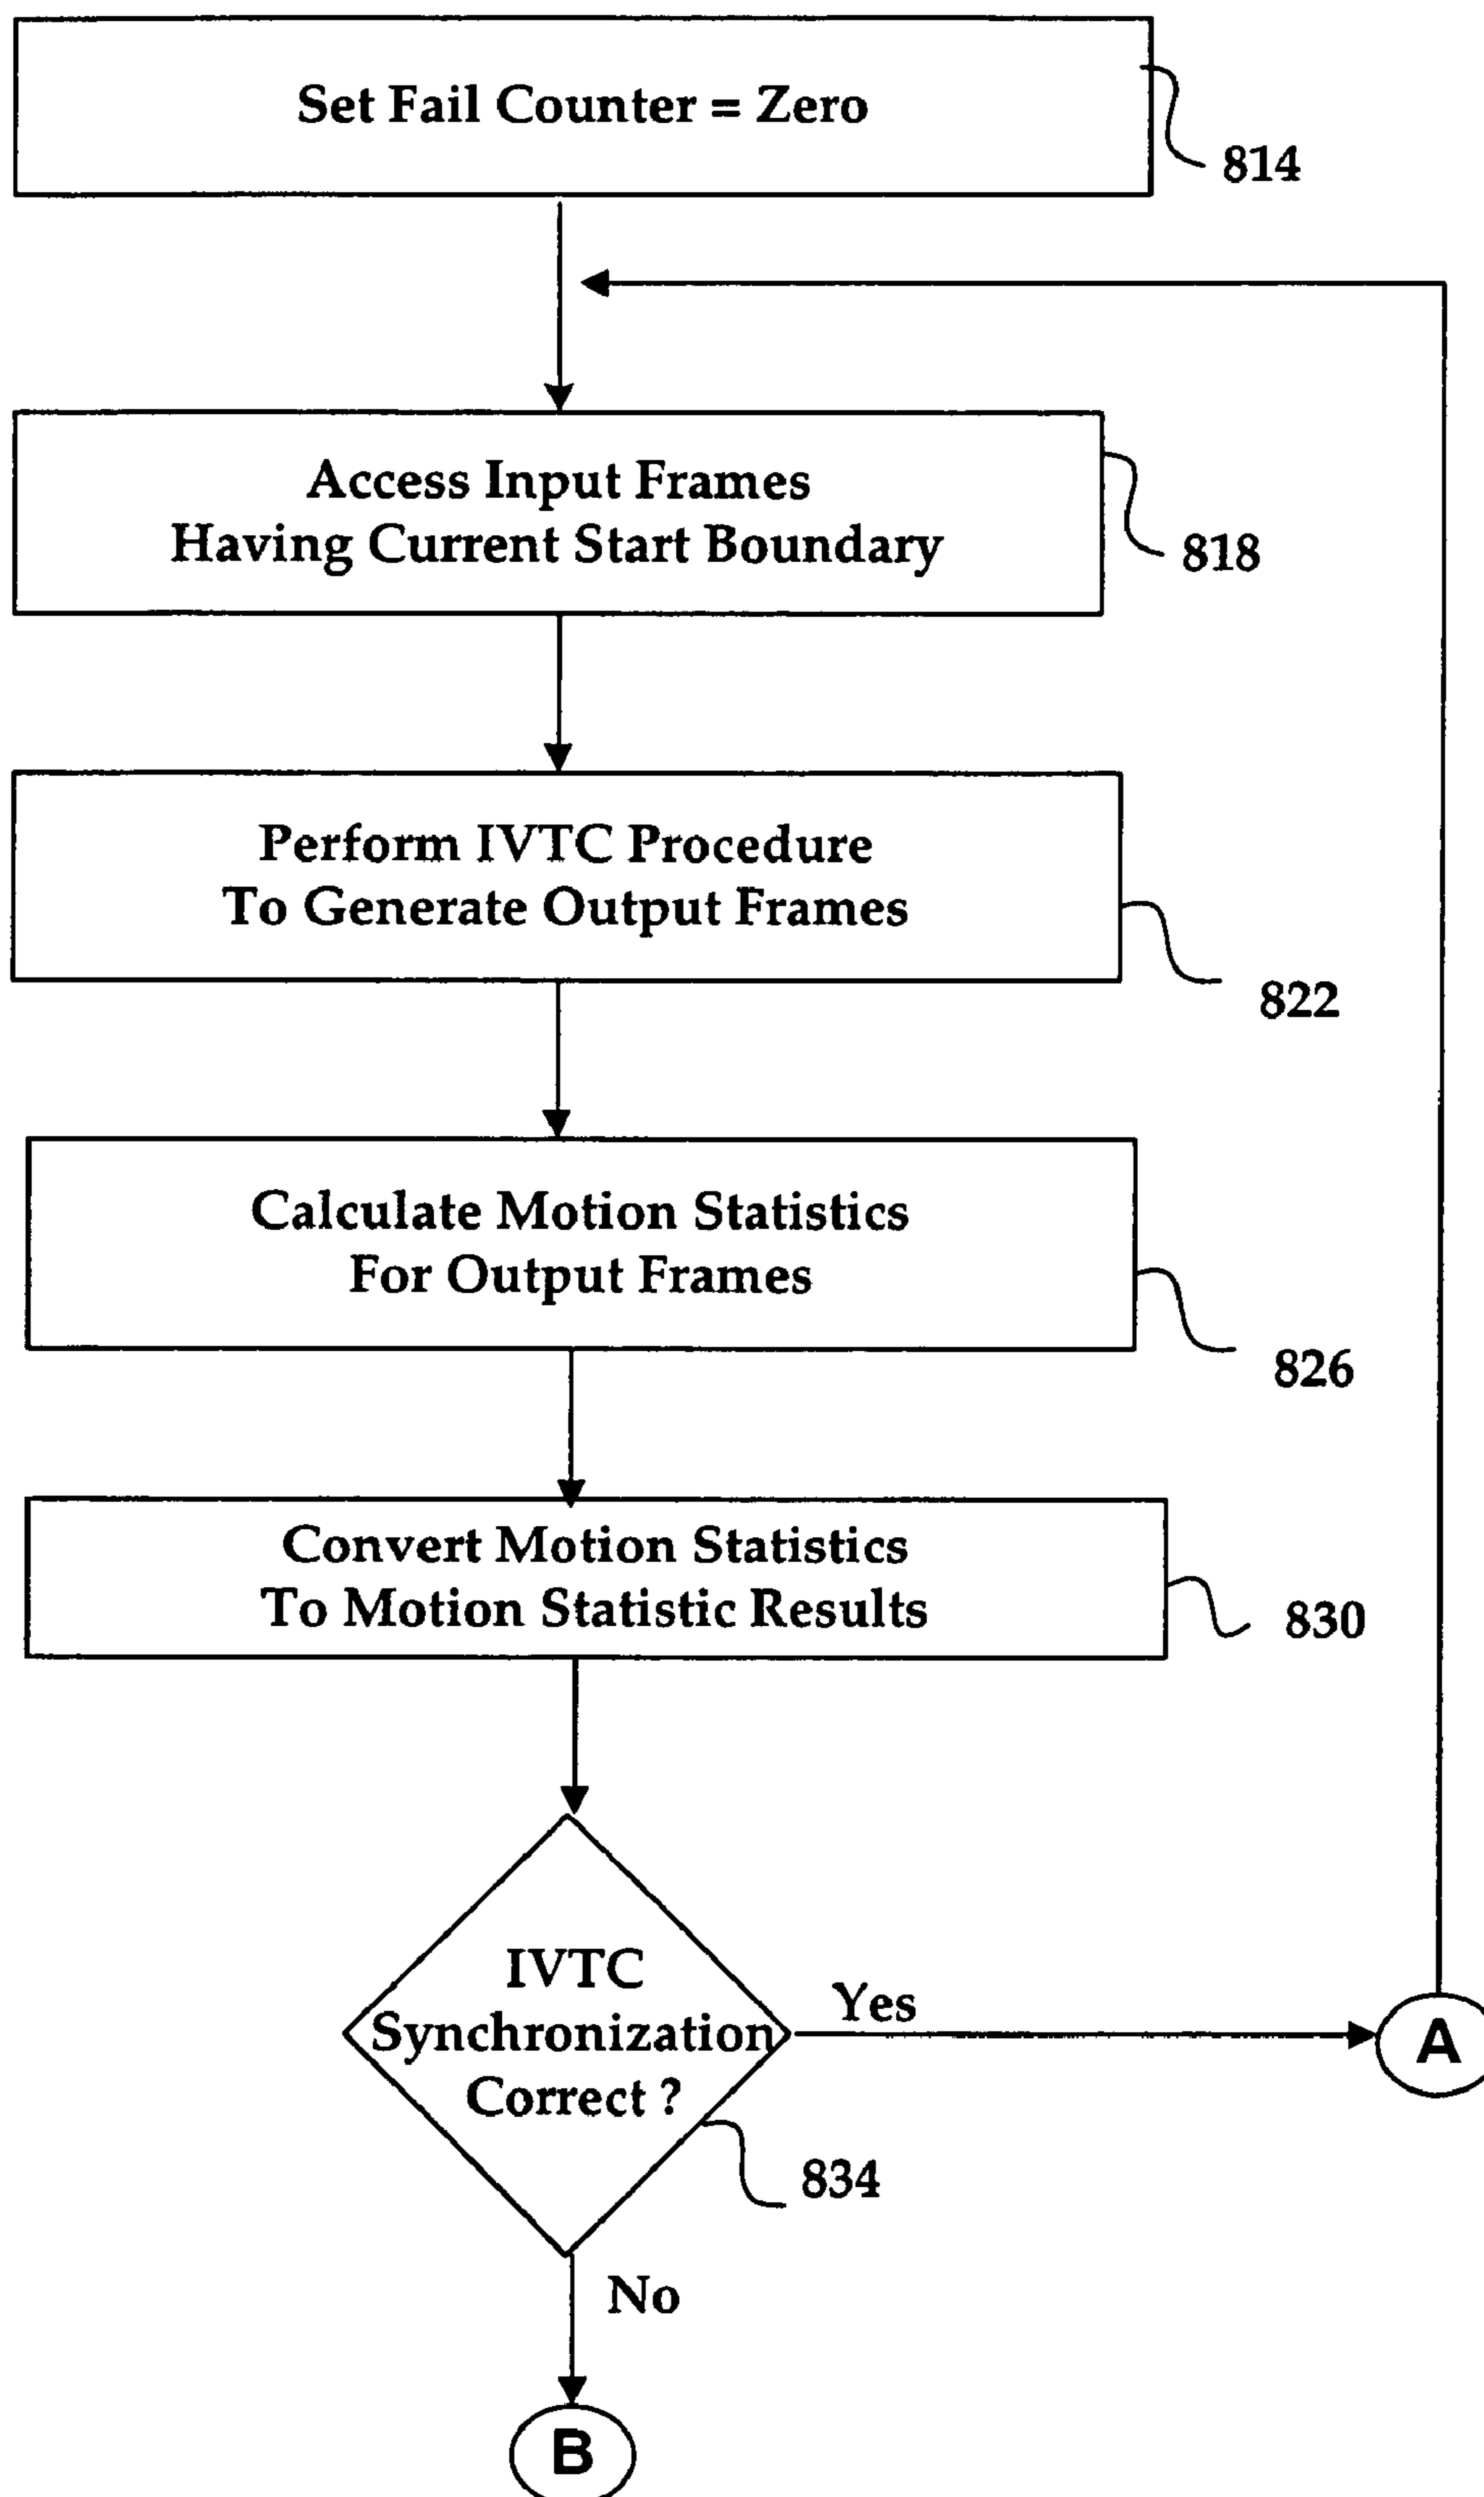 Set Fail Counter = Zero
814
Access Input Frames
Having Current Start Boundary
818
Perform IVTC Procedure
To Generate Output Frames
822
Calculate Motion Statistics
For Output Frames
826
Convert Motion Statistics
To Motion Statistic Results
830
IVTC
Synchronization
Correct ?
Yes
A
834
No
B